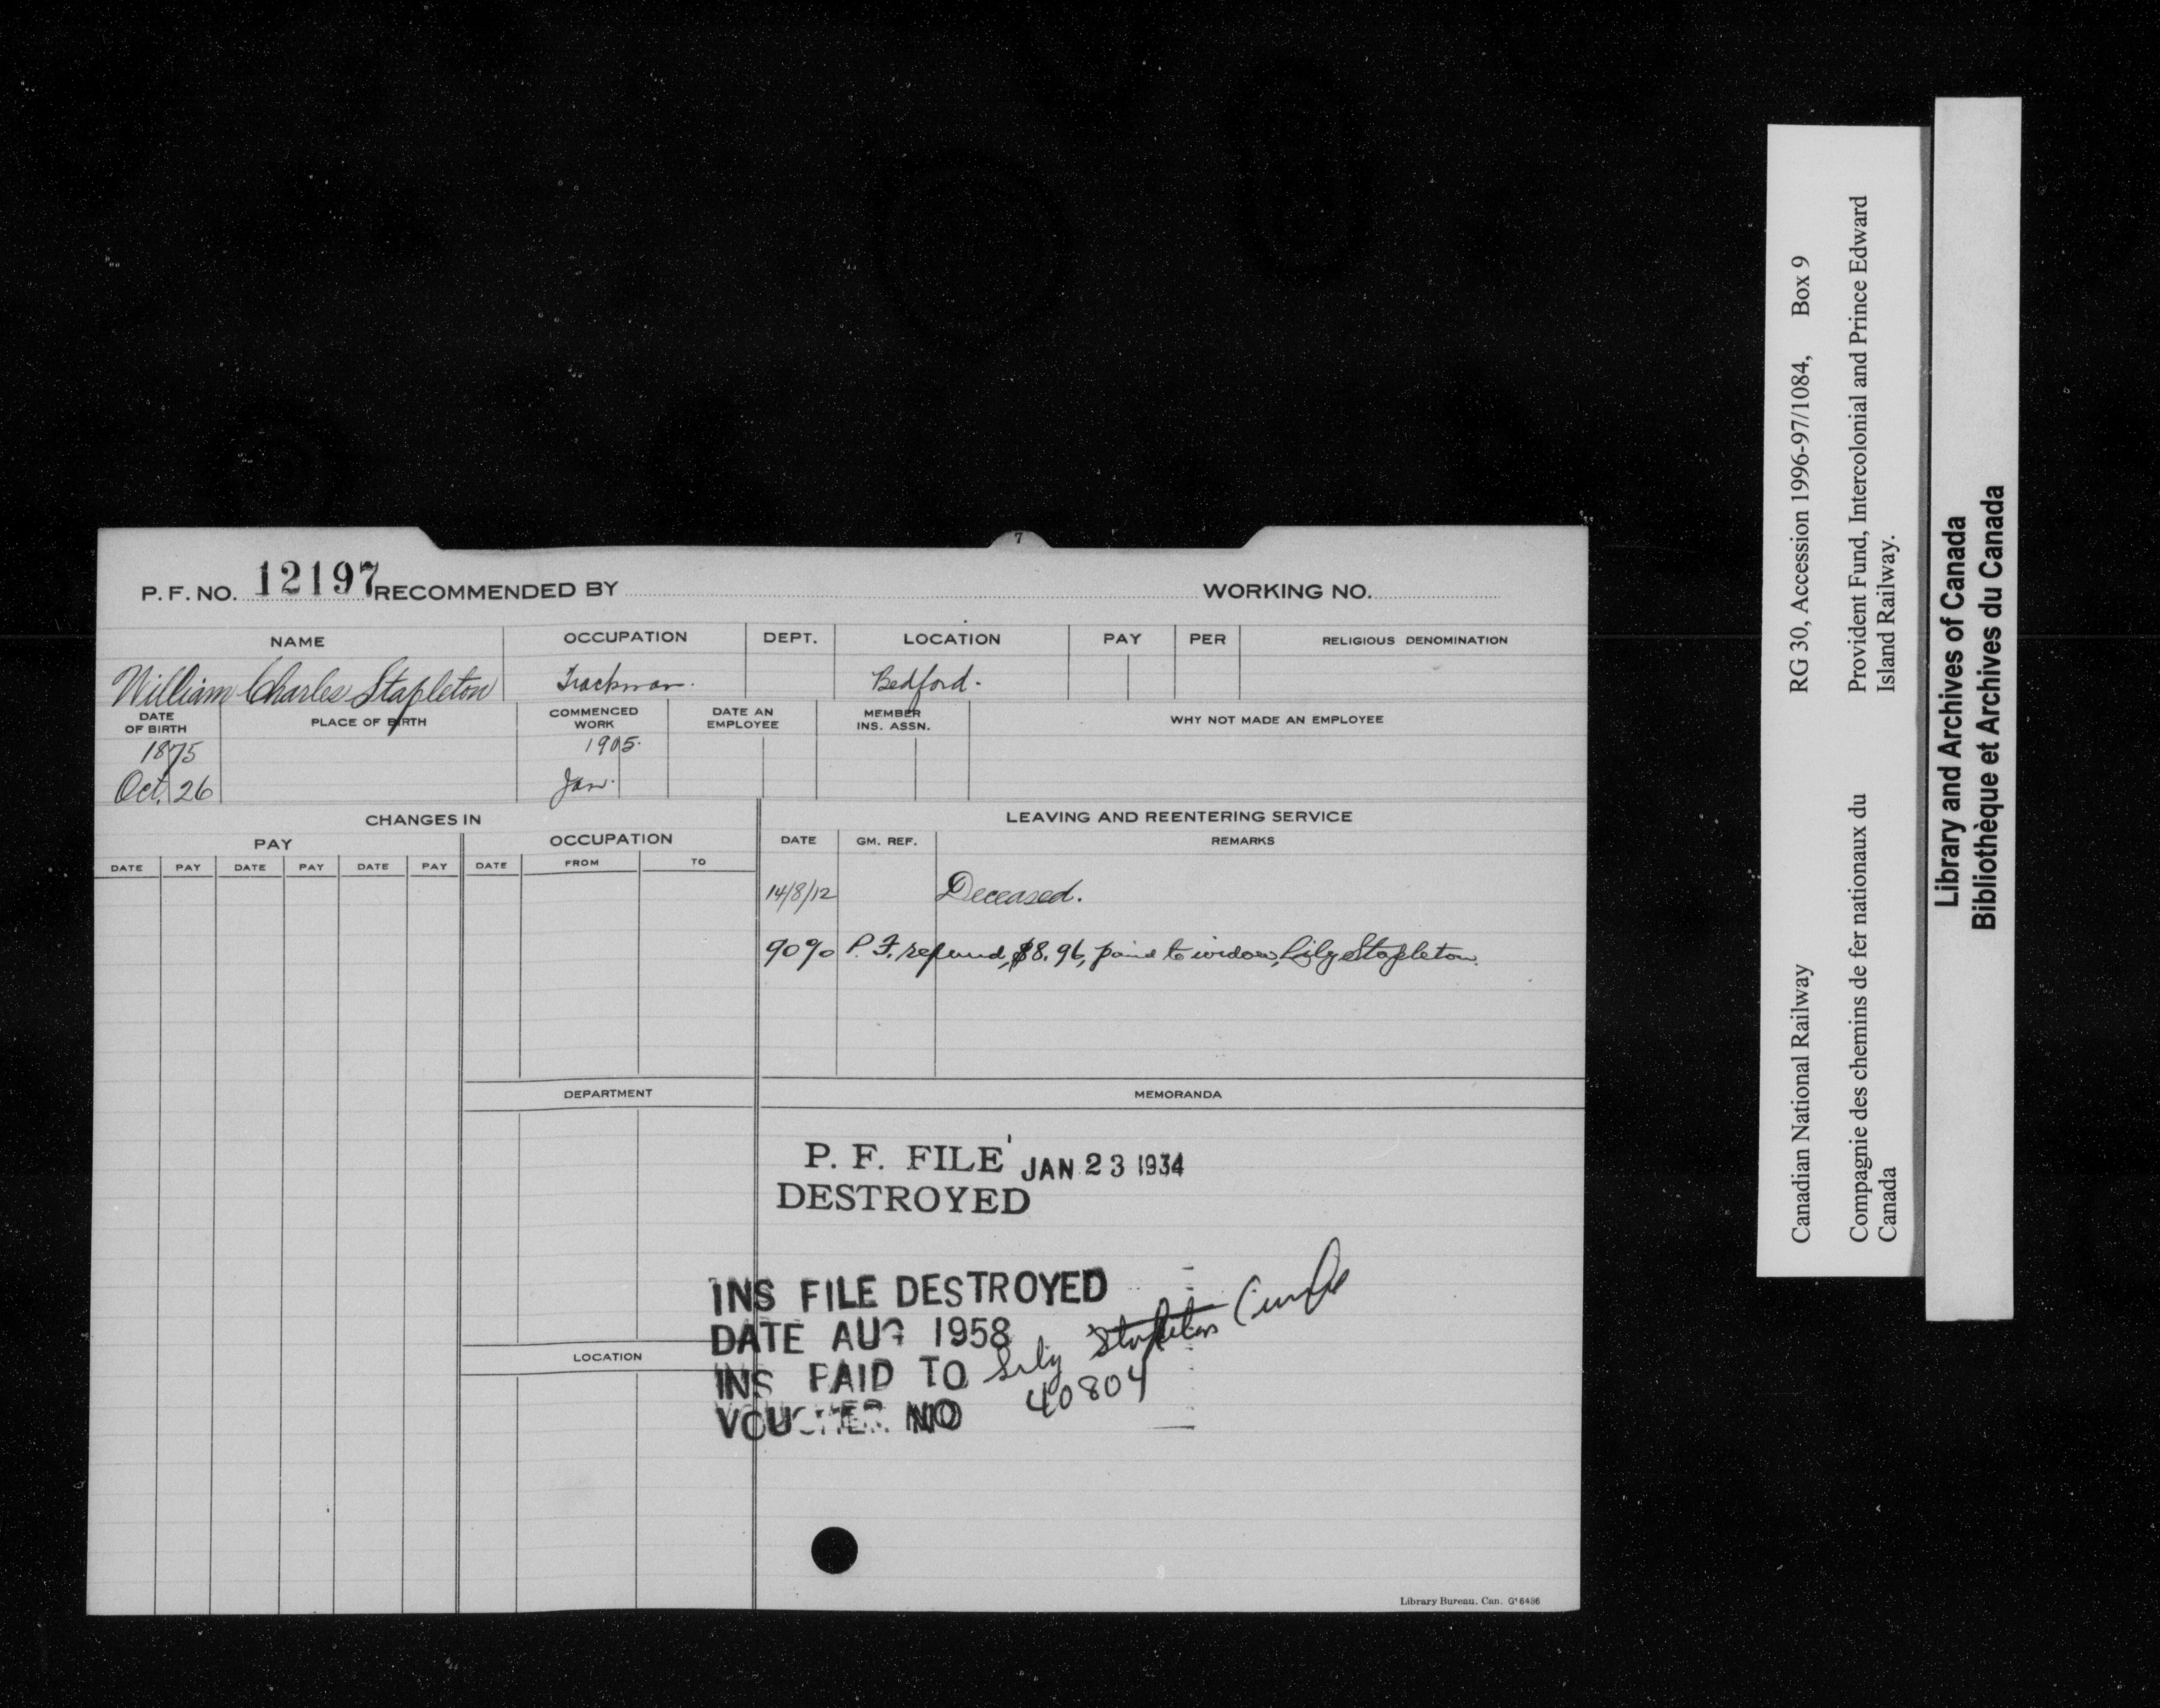 7
P. F. NO. 12197 RECOMMENDED BY WORKING NO.
NAME OCCUPATION DEPT. LOCATION PAY PER RELIGIOUS DENOMINATION
William Charles Stapleton Trackman. Bedford.
DATE OF BIRTH PLACE OF BIRTH COMMENCED WORK DATE AN EMPLOYEE MEMBER INS. ASSN. WHY NOT MADE AN EMPLOYEE
1875 1905.
Oct. 26 Jan.
CHANGES IN LEAVING AND REENTERING SERVICE
PAY OCCUPATION DATE GM. REF. REMARKS
DATE PAY DATE PAY DATE PAY DATE FROM TO
14/8/12 Deceased.
90% P. F. refund, $8.96, paid to widow, Lily Stapleton.
DEPARTMENT MEMORANDA
P. F. FILE JAN 23 1934
DESTROYED
INS FILE DESTROYED
DATE AUG 1958
LOCATION
INS PAID TO Lily Stapleton
VOUCHER NO 40804
Library Bureau. Can.
Canadian National Railway RG 30, Accession 1996-97/1084, Box 9
Compagnie des chemins de fer nationaux du Provident Fund, Intercolonial and Prince Edward
Canada Island Railway.
Library and Archives of Canada
Bibliothèque et Archives du Canada